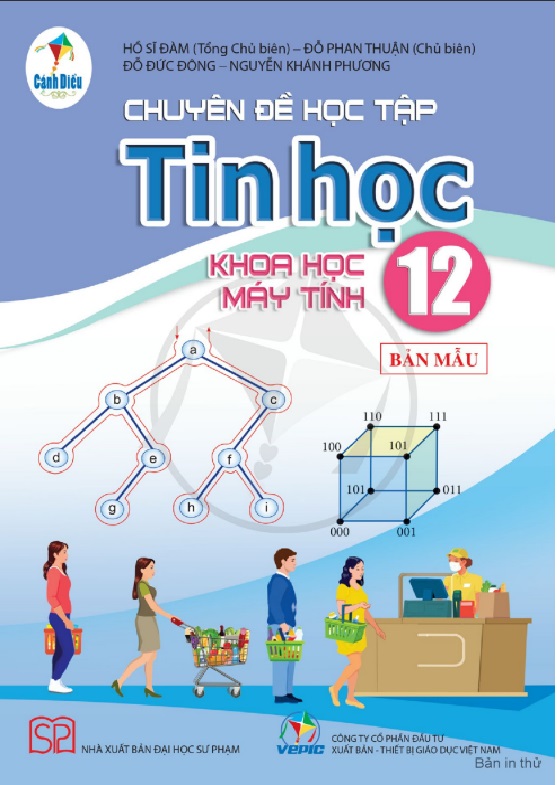 Cánh Diều
HỒ SĨ ĐÀM (Tổng Chủ biên) – ĐỖ PHAN THUẬN (Chủ biên)
ĐỖ ĐỨC ĐÔNG – NGUYỄN KHÁNH PHƯƠNG
CHUYÊN ĐỀ HỌC TẬP
Tin học
KHOA HỌC
MÁY TÍNH
12
BẢN MẪU
a
b
c
d
e
f
g
h
i
110
111
100
101
101
011
000
001
SP
NHÀ XUẤT BẢN ĐẠI HỌC SƯ PHẠM
VEPIC
CÔNG TY CỔ PHẦN ĐẦU TƯ
XUẤT BẢN - THIẾT BỊ GIÁO DỤC VIỆT NAM
Bản in thử